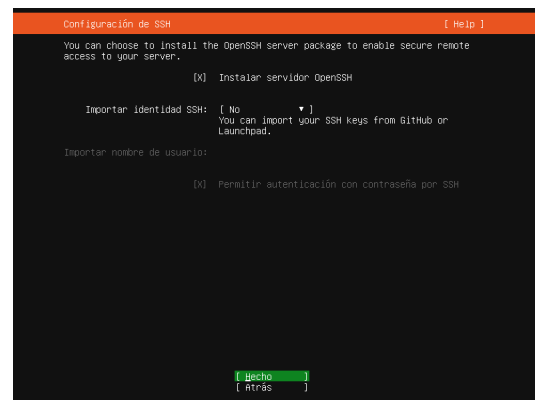 Configuración de SSH [ Help ]
You can choose to install the OpenSSH server package to enable secure remote
access to your server.
[X] Instalar servidor OpenSSH
Importar identidad SSH: [ No ▾ ]
You can import your SSH keys from GitHub or
Launchpad.
Importar nombre de usuario:
[X] Permitir autenticación con contraseña por SSH
[ Hecho ]
[ Atrás ]